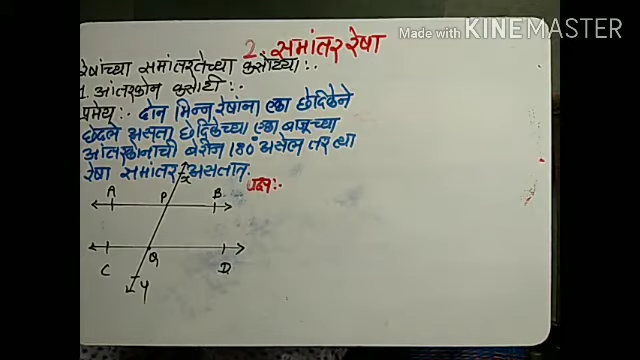 Made with KINEMASTER
2. समांतर रेषा
रेषांच्या समांतरतेच्या कसोट्या :-
1. आंतरकोन कसोटी :-
प्रमेय :- दोन भिन्न रेषांना एका छेदिकेने
छेदले असता छेदिकेच्या एका बाजूच्या
आंतरकोनांची बेरीज 180° असेल तर त्या
रेषा समांतर असतात.
पक्ष :-
X
A P B
C Q D
Y